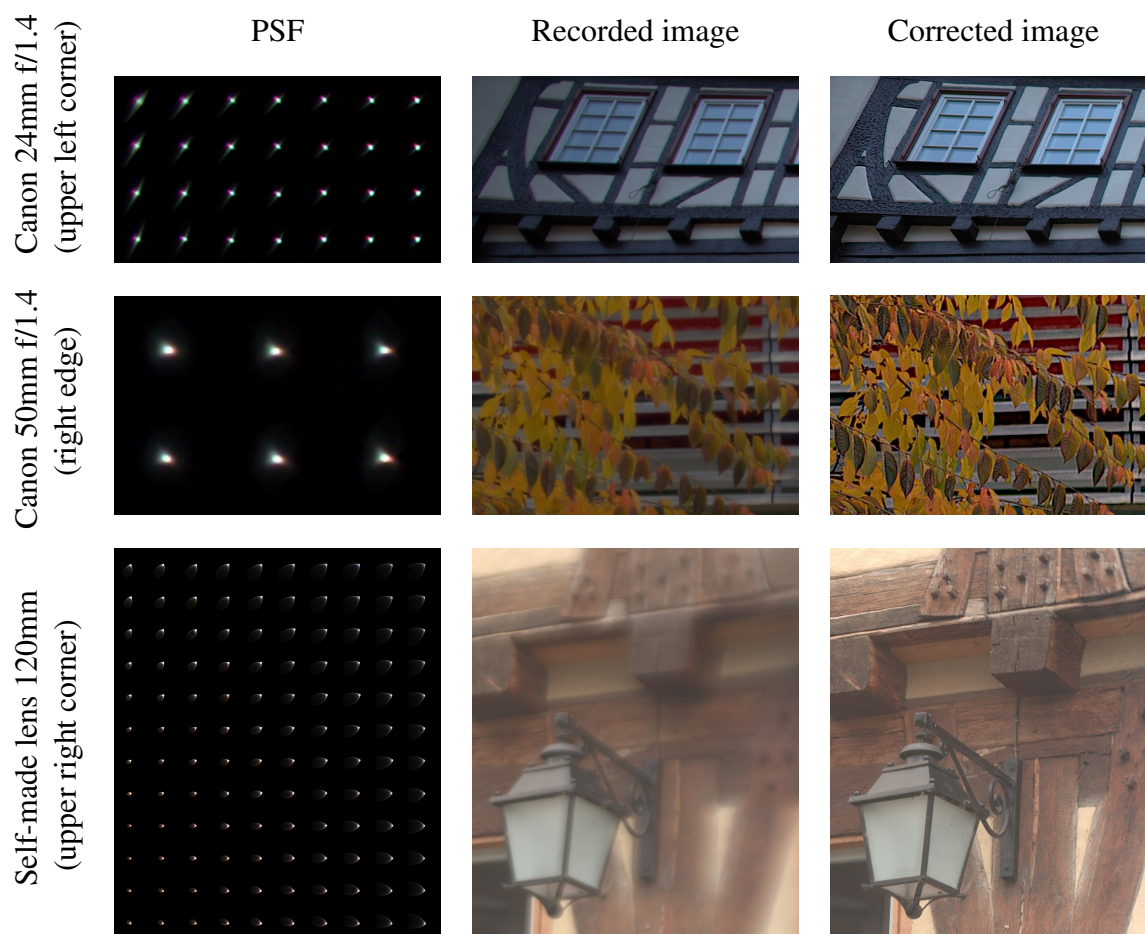 PSF
Recorded image
Corrected image
Canon 24mm f/1.4
(upper left corner)
Canon 50mm f/1.4
(right edge)
Self-made lens 120mm
(upper right corner)